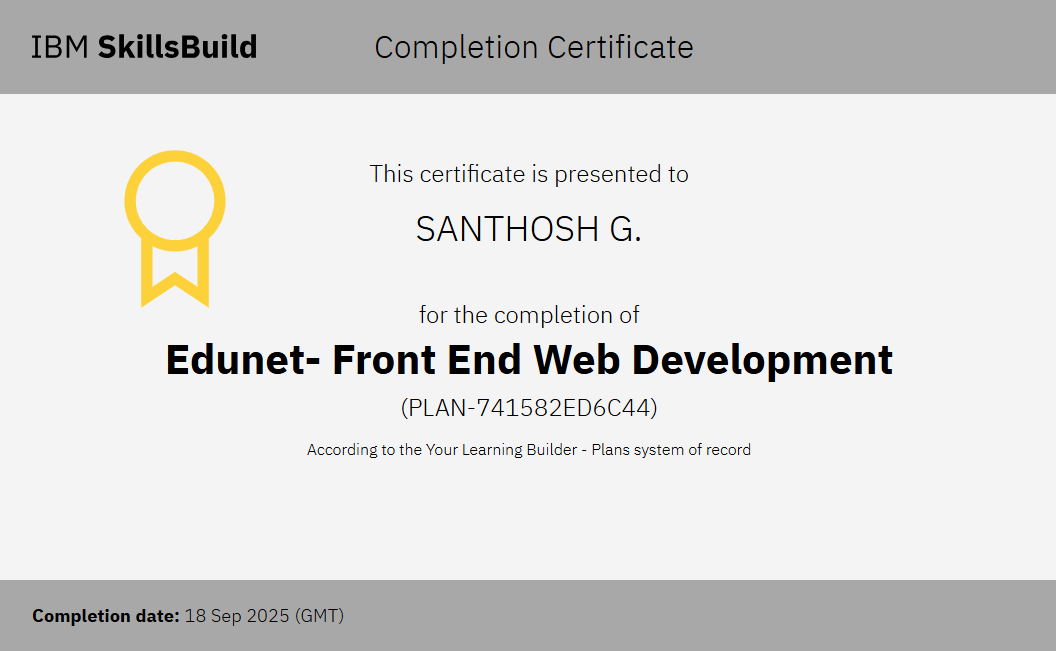 IBM SkillsBuild
Completion Certificate
This certificate is presented to
SANTHOSH G.
for the completion of
Edunet- Front End Web Development
(PLAN-741582ED6C44)
According to the Your Learning Builder - Plans system of record
Completion date: 18 Sep 2025 (GMT)